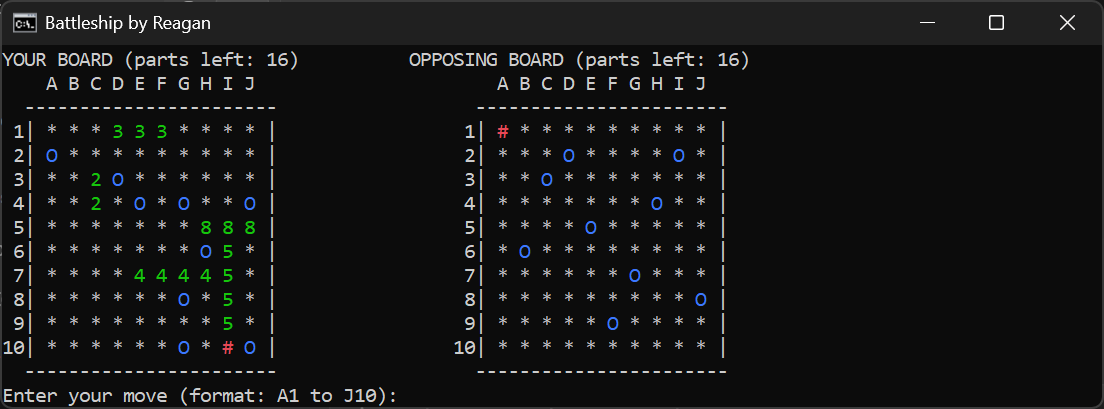 Battleship by Reagan
YOUR BOARD (parts left: 16)          OPPOSING BOARD (parts left: 16)
    A B C D E F G H I J                  A B C D E F G H I J
  -----------------------              -----------------------
 1| * * * 3 3 3 * * * * |             1| # * * * * * * * * * |
 2| O * * * * * * * * * |             2| * * * O * * * * O * |
 3| * * 2 O * * * * * * |             3| * * O * * * * * * * |
 4| * * 2 * O * O * * O |             4| * * * * * * * O * * |
 5| * * * * * * * 8 8 8 |             5| * * * * O * * * * * |
 6| * * * * * * * O 5 * |             6| * O * * * * * * * * |
 7| * * * * 4 4 4 4 5 * |             7| * * * * * * O * * * |
 8| * * * * * * O * 5 * |             8| * * * * * * * * * O |
 9| * * * * * * * * 5 * |             9| * * * * * O * * * * |
10| * * * * * * O * # O |            10| * * * * * * * * * * |
  -----------------------              -----------------------
Enter your move (format: A1 to J10):